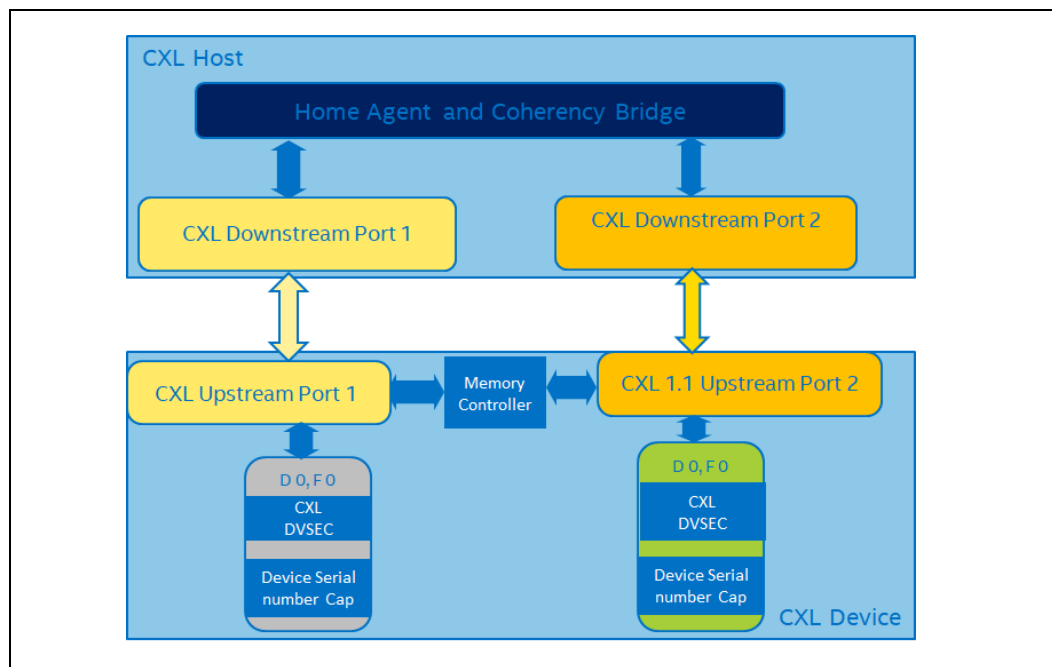 CXL Host
Home Agent and Coherency Bridge
CXL Downstream Port 1
CXL Downstream Port 2
CXL Upstream Port 1
Memory
Controller
CXL 1.1 Upstream Port 2
D 0, F 0
CXL
DVSEC
Device Serial
number Cap
D 0, F 0
CXL
DVSEC
Device Serial
number Cap
CXL Device